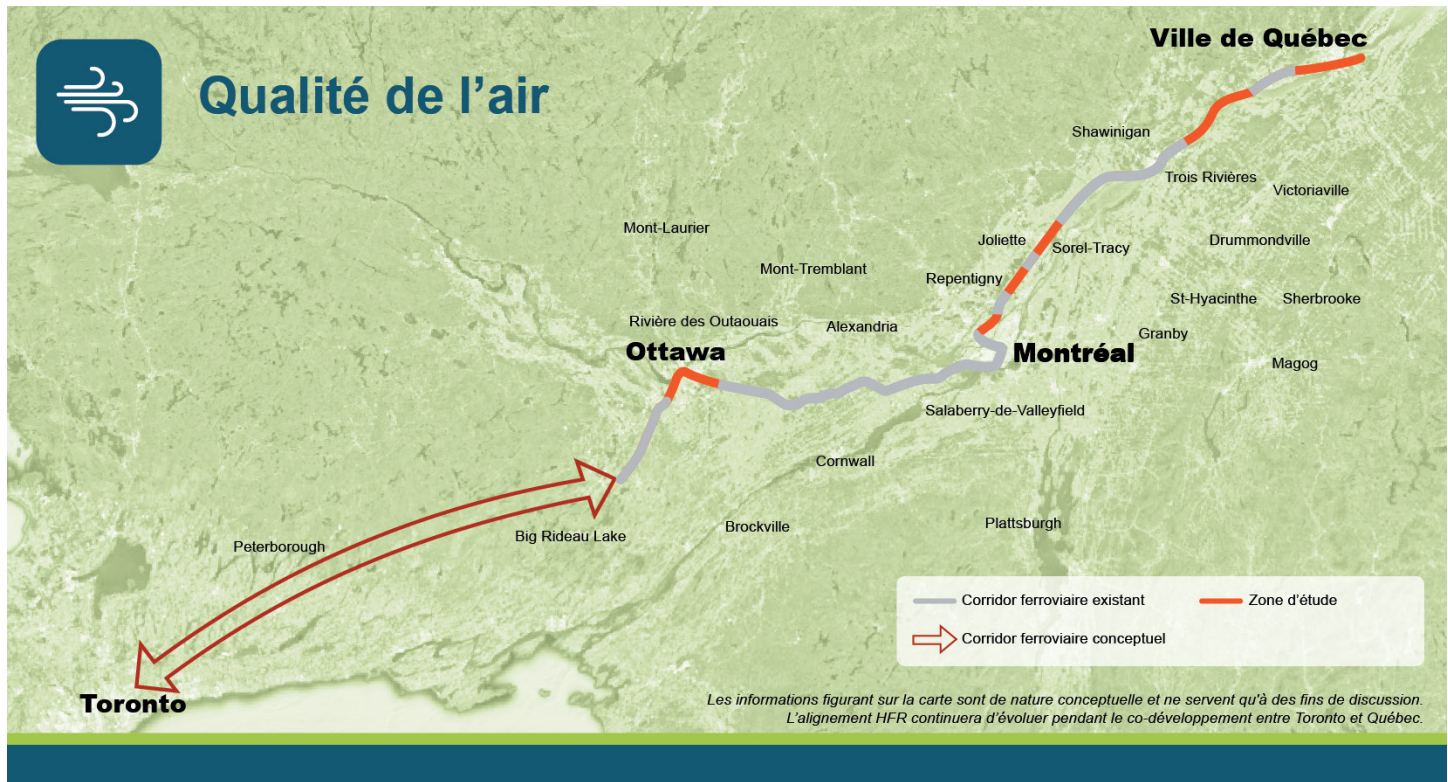 Qualité de l'air
Ville de Québec
Shawinigan
Trois Rivières
Victoriaville
Mont-Laurier
Joliette
Sorel-Tracy
Drummondville
Mont-Tremblant
Repentigny
St-Hyacinthe
Sherbrooke
Rivière des Outaouais
Alexandria
Granby
Ottawa
Montréal
Magog
Salaberry-de-Valleyfield
Cornwall
Brockville
Plattsburgh
Big Rideau Lake
Peterborough
Toronto
Corridor ferroviaire existant
Zone d'étude
Corridor ferroviaire conceptuel
Les informations figurant sur la carte sont de nature conceptuelle et ne servent qu'à des fins de discussion.
L'alignement HFR continuera d'évoluer pendant le co-développement entre Toronto et Québec.